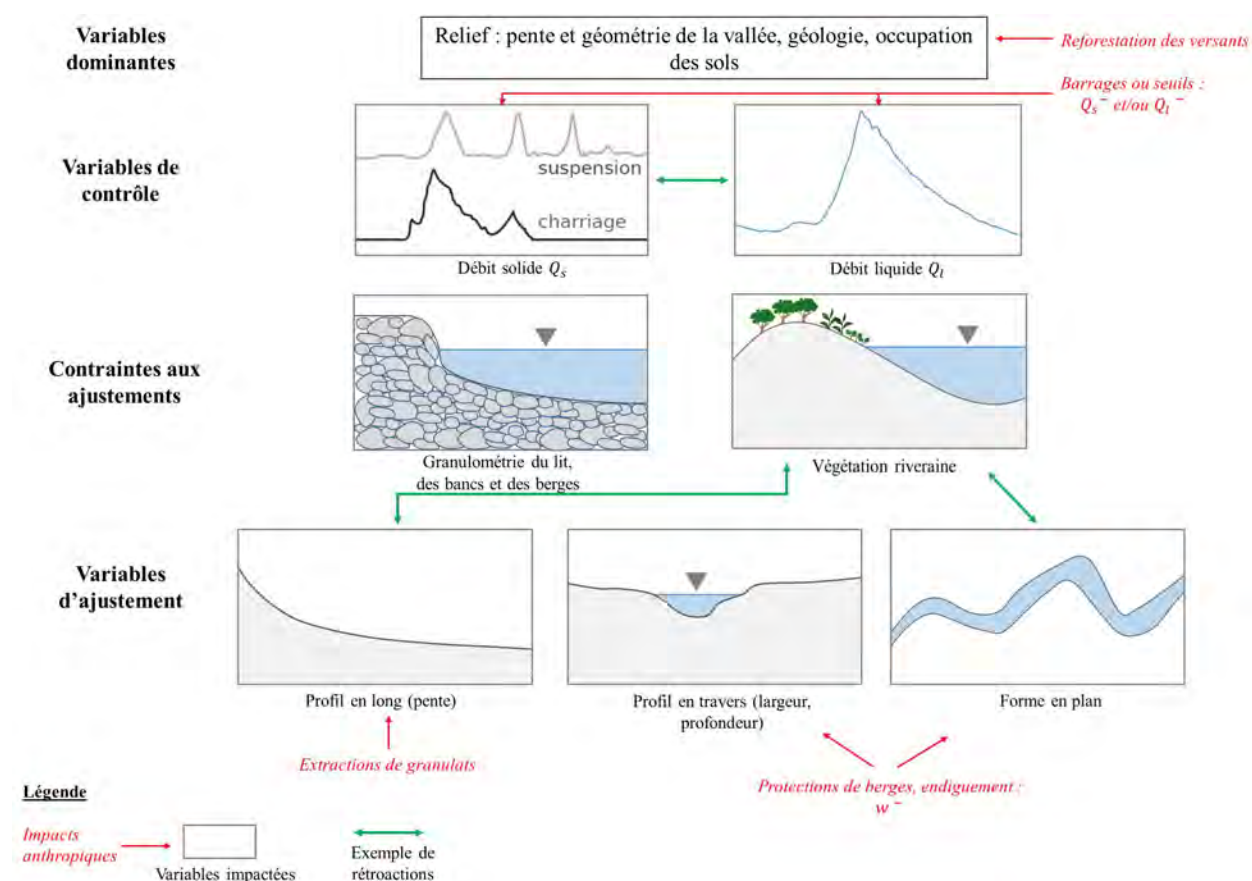 Variables
dominantes
Relief : pente et géométrie de la vallée, géologie, occupation
des sols
Reforestation des versants
Barrages ou seuils :
Qs⁻ et/ou Ql⁻
Variables de
contrôle
suspension
charriage
Débit solide Qs
Débit liquide Ql
Contraintes aux
ajustements
Granulométrie du lit,
des bancs et des berges
Végétation riveraine
Variables
d’ajustement
Profil en long (pente)
Profil en travers (largeur,
profondeur)
Forme en plan
Extractions de granulats
Protections de berges, endiguement :
w⁻
Légende
Impacts
anthropiques
Variables impactées
Exemple de
rétroactions